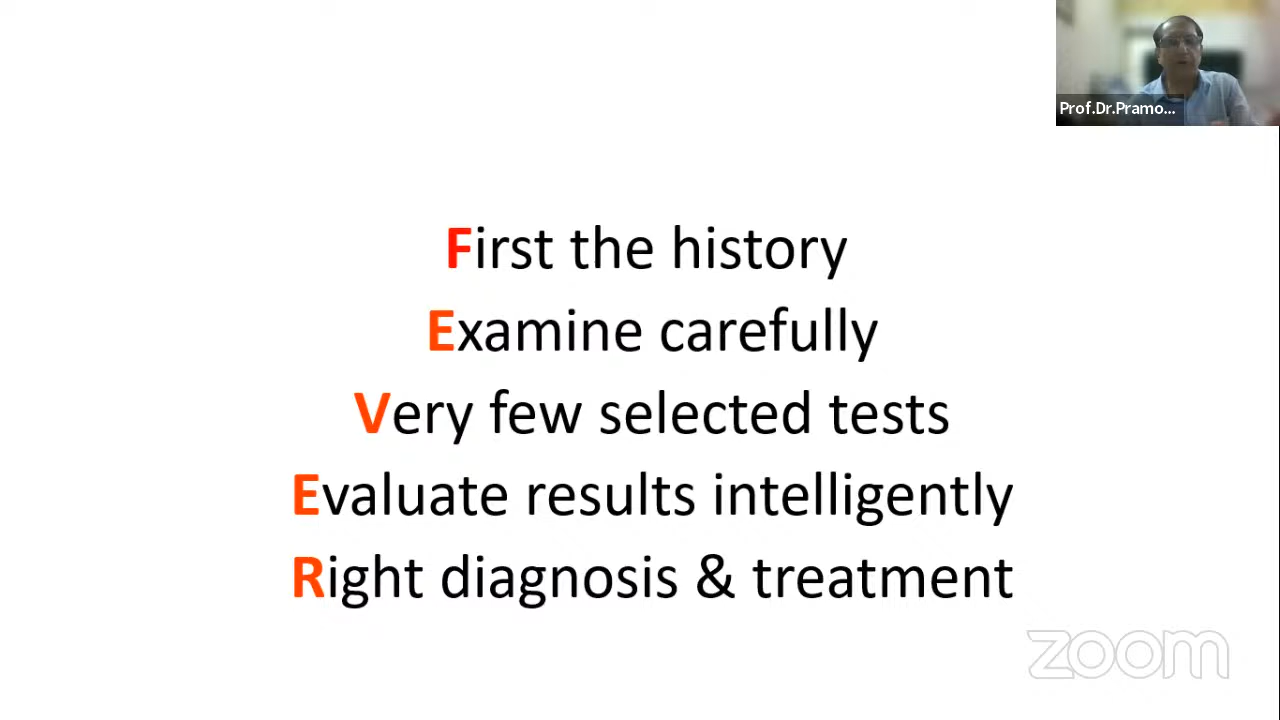 Prof.Dr.Pramo...
First the history
Examine carefully
Very few selected tests
Evaluate results intelligently
Right diagnosis & treatment
zoom